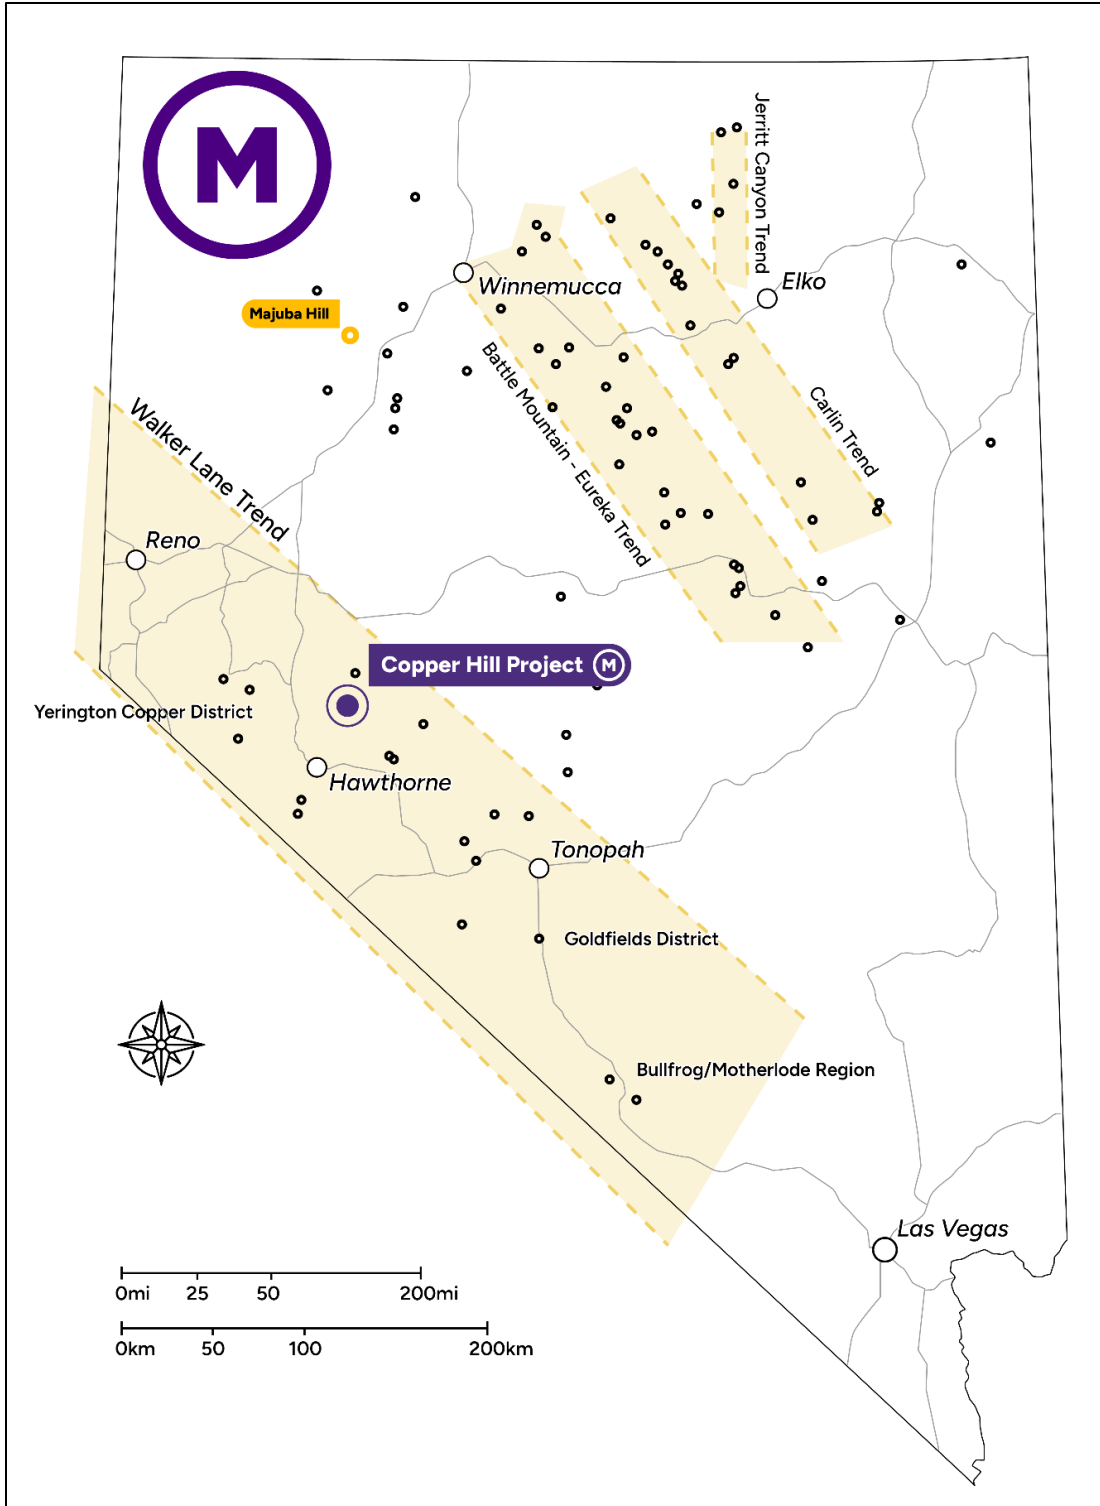 M
Jerritt Canyon Trend
Elko
Winnemucca
Majuba Hill
Battle Mountain - Eureka Trend
Carlin Trend
Walker Lane Trend
Reno
Copper Hill Project M
Yerington Copper District
Hawthorne
Tonopah
Goldfields District
Bullfrog/Motherlode Region
Las Vegas
0mi 25 50 200mi
0km 50 100 200km